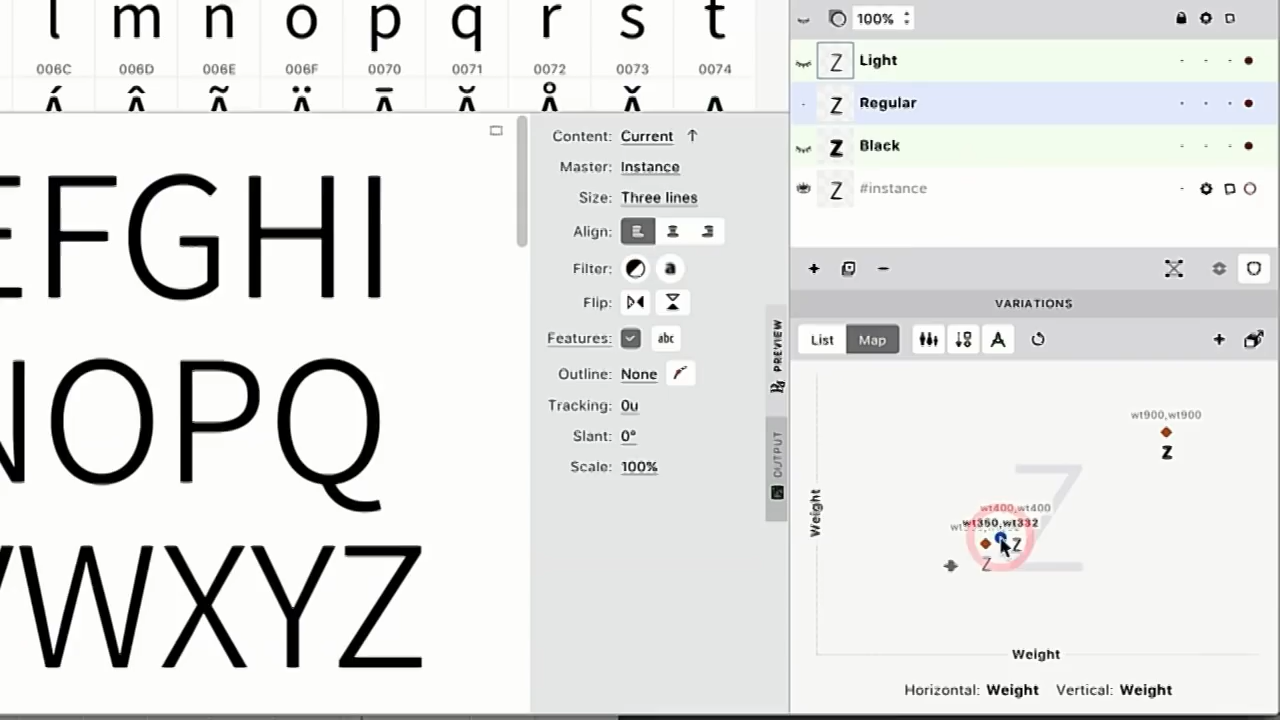 l m n o p q r s t
006C 006D 006E 006F 0070 0071 0072 0073 0074
EFGHI
NOPQ
VWXYZ
Content: Current ↑
Master: Instance
Size: Three lines
Align:
Filter: a
Flip:
Features: abc
Outline: None
Tracking: 0u
Slant: 0°
Scale: 100%
PREVIEW
OUTPUT
100%
Z Light
Z Regular
Z Black
Z #instance
VARIATIONS
List Map
wt900,wt900
Z
Z
wt400,wt400
wt350,wt332
Z
Z
Weight
Weight
Horizontal: Weight Vertical: Weight